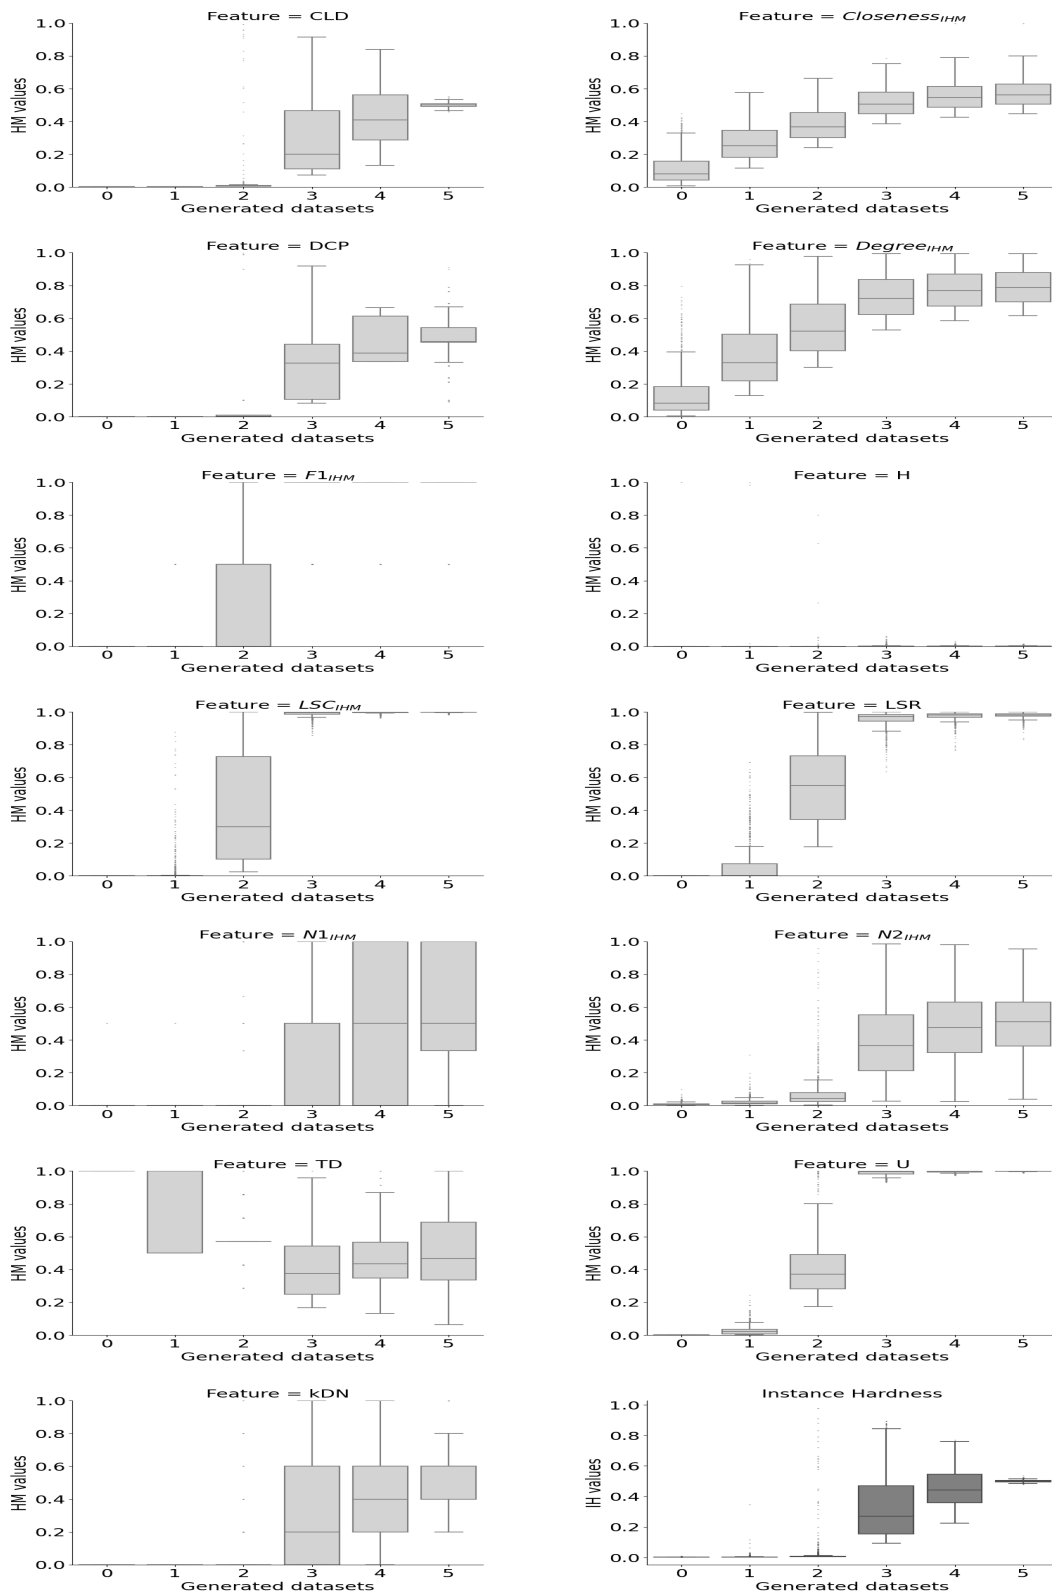 Feature = CLD
1.0
0.8
0.6
0.4
0.2
0.0
HM values
0 1 2 3 4 5
Generated datasets
Feature = Closeness_IHM
1.0
0.8
0.6
0.4
0.2
0.0
HM values
0 1 2 3 4 5
Generated datasets
Feature = DCP
1.0
0.8
0.6
0.4
0.2
0.0
HM values
0 1 2 3 4 5
Generated datasets
Feature = Degree_IHM
1.0
0.8
0.6
0.4
0.2
0.0
HM values
0 1 2 3 4 5
Generated datasets
Feature = F1_IHM
1.0
0.8
0.6
0.4
0.2
0.0
HM values
0 1 2 3 4 5
Generated datasets
Feature = H
1.0
0.8
0.6
0.4
0.2
0.0
HM values
0 1 2 3 4 5
Generated datasets
Feature = LSC_IHM
1.0
0.8
0.6
0.4
0.2
0.0
HM values
0 1 2 3 4 5
Generated datasets
Feature = LSR
1.0
0.8
0.6
0.4
0.2
0.0
HM values
0 1 2 3 4 5
Generated datasets
Feature = N1_IHM
1.0
0.8
0.6
0.4
0.2
0.0
HM values
0 1 2 3 4 5
Generated datasets
Feature = N2_IHM
1.0
0.8
0.6
0.4
0.2
0.0
HM values
0 1 2 3 4 5
Generated datasets
Feature = TD
1.0
0.8
0.6
0.4
0.2
0.0
HM values
0 1 2 3 4 5
Generated datasets
Feature = U
1.0
0.8
0.6
0.4
0.2
0.0
HM values
0 1 2 3 4 5
Generated datasets
Feature = kDN
1.0
0.8
0.6
0.4
0.2
0.0
HM values
0 1 2 3 4 5
Generated datasets
Instance Hardness
1.0
0.8
0.6
0.4
0.2
0.0
IH values
0 1 2 3 4 5
Generated datasets